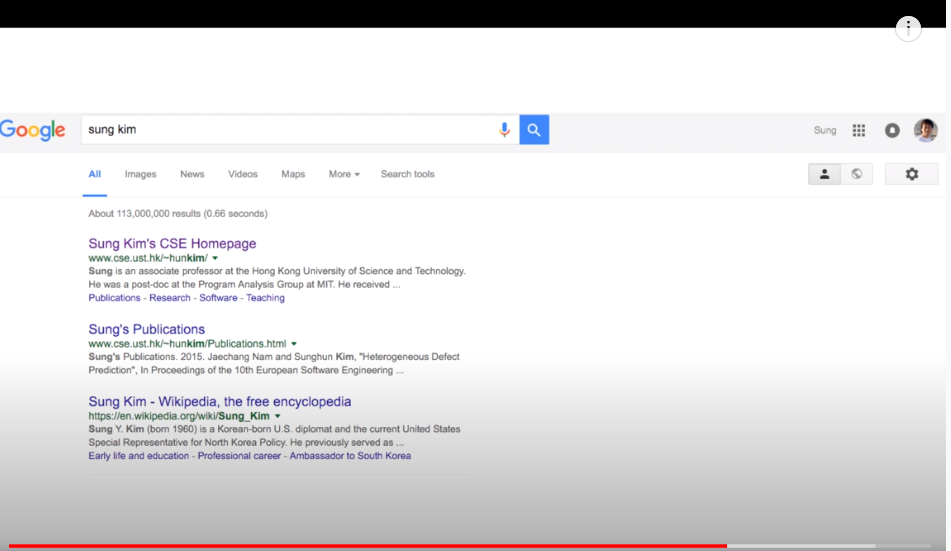 Google
sung kim
Sung
All Images News Videos Maps More Search tools
About 113,000,000 results (0.66 seconds)
Sung Kim's CSE Homepage
www.cse.ust.hk/~hunkim/
Sung is an associate professor at the Hong Kong University of Science and Technology.
He was a post-doc at the Program Analysis Group at MIT. He received ...
Publications - Research - Software - Teaching
Sung's Publications
www.cse.ust.hk/~hunkim/Publications.html
Sung's Publications. 2015. Jaechang Nam and Sunghun Kim, "Heterogeneous Defect
Prediction", In Proceedings of the 10th European Software Engineering ...
Sung Kim - Wikipedia, the free encyclopedia
https://en.wikipedia.org/wiki/Sung_Kim
Sung Y. Kim (born 1960) is a Korean-born U.S. diplomat and the current United States
Special Representative for North Korea Policy. He previously served as ...
Early life and education - Professional career - Ambassador to South Korea